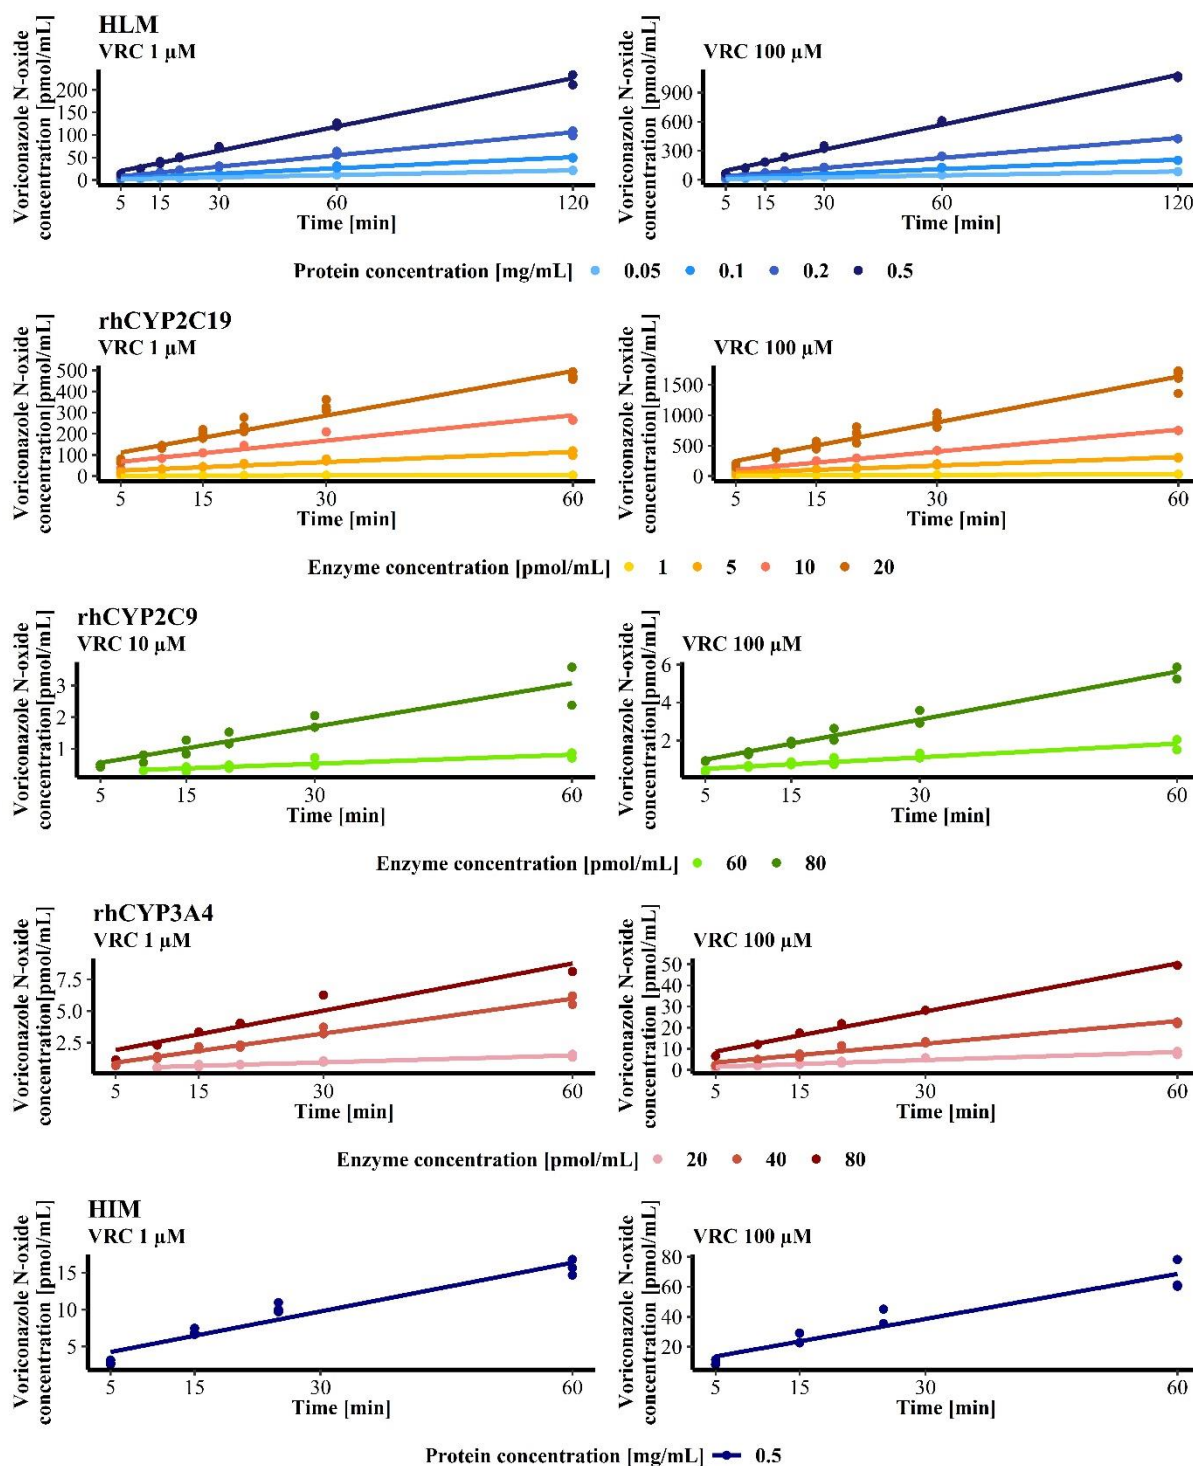 HLM
VRC 1 µM
Voriconazole N-oxide
concentration [pmol/mL]
200
150
100
50
0
5 15 30 60 120
Time [min]
VRC 100 µM
Voriconazole N-oxide
concentration [pmol/mL]
900
600
300
0
5 15 30 60 120
Time [min]
Protein concentration [mg/mL] 0.05 0.1 0.2 0.5
rhCYP2C19
VRC 1 µM
Voriconazole N-oxide
concentration[pmol/mL]
500
400
300
200
100
0
5 15 30 60
Time [min]
VRC 100 µM
Voriconazole N-oxide
concentration[pmol/mL]
1500
1000
500
0
5 15 30 60
Time [min]
Enzyme concentration [pmol/mL] 1 5 10 20
rhCYP2C9
VRC 10 µM
Voriconazole N-oxide
concentration[pmol/mL]
3
2
1
5 15 30 60
Time [min]
VRC 100 µM
Voriconazole N-oxide
concentration[pmol/mL]
6
4
2
5 15 30 60
Time [min]
Enzyme concentration [pmol/mL] 60 80
rhCYP3A4
VRC 1 µM
Voriconazole N-oxide
concentration[pmol/mL]
7.5
5.0
2.5
5 15 30 60
Time [min]
VRC 100 µM
Voriconazole N-oxide
concentration [pmol/mL]
50
40
30
20
10
0
5 15 30 60
Time [min]
Enzyme concentration [pmol/mL] 20 40 80
HIM
VRC 1 µM
Voriconazole N-oxide
concentration [pmol/mL]
15
10
5
5 15 30 60
Time [min]
VRC 100 µM
Voriconazole N-oxide
concentration [pmol/mL]
80
60
40
20
5 15 30 60
Time [min]
Protein concentration [mg/mL] 0.5